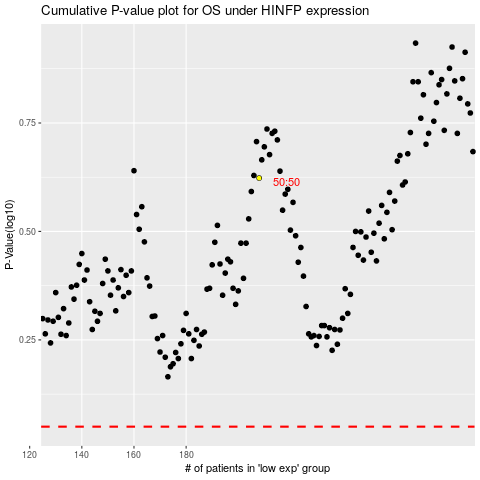 Cumulative P-value plot for OS under HINFP expression
P-Value(log10)
0.75
0.50
0.25
50:50
120 140 160 180
# of patients in 'low exp' group